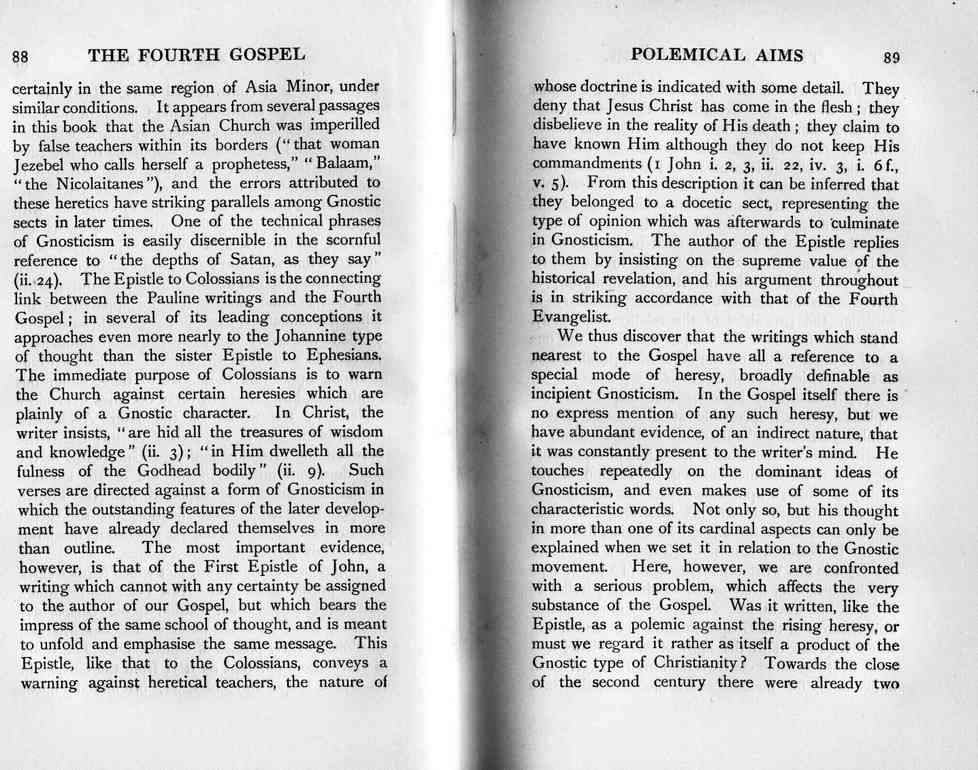 88 THE FOURTH GOSPEL
certainly in the same region of Asia Minor, under
similar conditions. It appears from several passages
in this book that the Asian Church was imperilled
by false teachers within its borders (“that woman
Jezebel who calls herself a prophetess,” “Balaam,”
“the Nicolaitanes”), and the errors attributed to
these heretics have striking parallels among Gnostic
sects in later times. One of the technical phrases
of Gnosticism is easily discernible in the scornful
reference to “the depths of Satan, as they say”
(ii. 24). The Epistle to Colossians is the connecting
link between the Pauline writings and the Fourth
Gospel; in several of its leading conceptions it
approaches even more nearly to the Johannine type
of thought than the sister Epistle to Ephesians.
The immediate purpose of Colossians is to warn
the Church against certain heresies which are
plainly of a Gnostic character. In Christ, the
writer insists, “are hid all the treasures of wisdom
and knowledge” (ii. 3); “in Him dwelleth all the
fulness of the Godhead bodily” (ii. 9). Such
verses are directed against a form of Gnosticism in
which the outstanding features of the later develop-
ment have already declared themselves in more
than outline. The most important evidence,
however, is that of the First Epistle of John, a
writing which cannot with any certainty be assigned
to the author of our Gospel, but which bears the
impress of the same school of thought, and is meant
to unfold and emphasise the same message. This
Epistle, like that to the Colossians, conveys a
warning against heretical teachers, the nature of
POLEMICAL AIMS 89
whose doctrine is indicated with some detail. They
deny that Jesus Christ has come in the flesh; they
disbelieve in the reality of His death; they claim to
have known Him although they do not keep His
commandments (1 John i. 2, 3, ii. 22, iv. 3, i. 6 f.,
v. 5). From this description it can be inferred that
they belonged to a docetic sect, representing the
type of opinion which was afterwards to culminate
in Gnosticism. The author of the Epistle replies
to them by insisting on the supreme value of the
historical revelation, and his argument throughout
is in striking accordance with that of the Fourth
Evangelist.
We thus discover that the writings which stand
nearest to the Gospel have all a reference to a
special mode of heresy, broadly definable as
incipient Gnosticism. In the Gospel itself there is
no express mention of any such heresy, but we
have abundant evidence, of an indirect nature, that
it was constantly present to the writer's mind. He
touches repeatedly on the dominant ideas of
Gnosticism, and even makes use of some of its
characteristic words. Not only so, but his thought
in more than one of its cardinal aspects can only be
explained when we set it in relation to the Gnostic
movement. Here, however, we are confronted
with a serious problem, which affects the very
substance of the Gospel. Was it written, like the
Epistle, as a polemic against the rising heresy, or
must we regard it rather as itself a product of the
Gnostic type of Christianity? Towards the close
of the second century there were already two